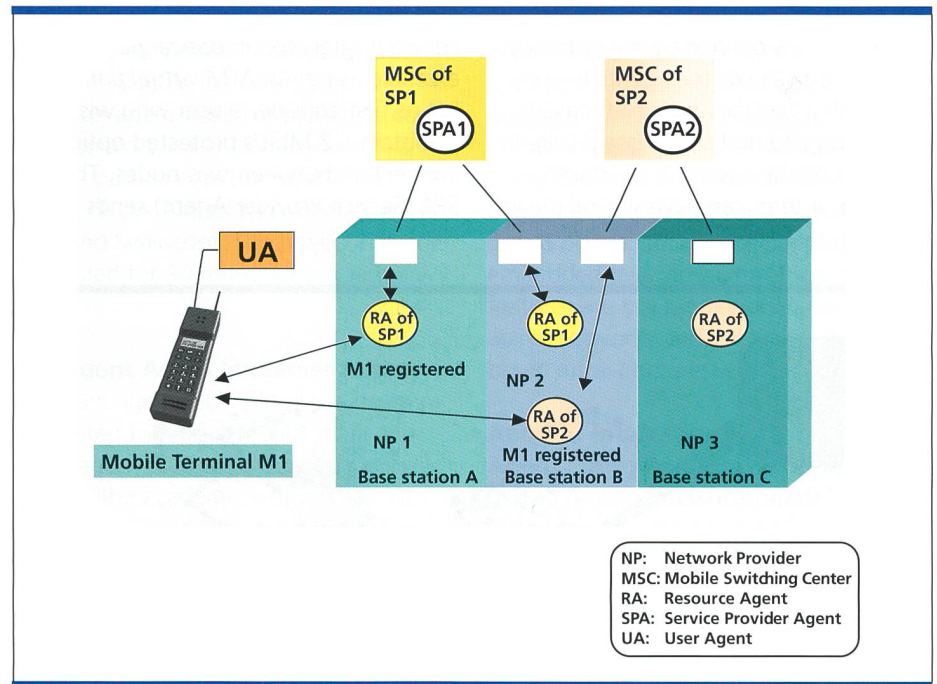 MSC of
SP1
SPA1
MSC of
SP2
SPA2
UA
RA of
SP1
M1 registered
NP 1
Base station A
RA of
SP1
NP 2
RA of
SP2
M1 registered
Base station B
RA of
SP2
NP 3
Base station C
Mobile Terminal M1
NP: Network Provider
MSC: Mobile Switching Center
RA: Resource Agent
SPA: Service Provider Agent
UA: User Agent